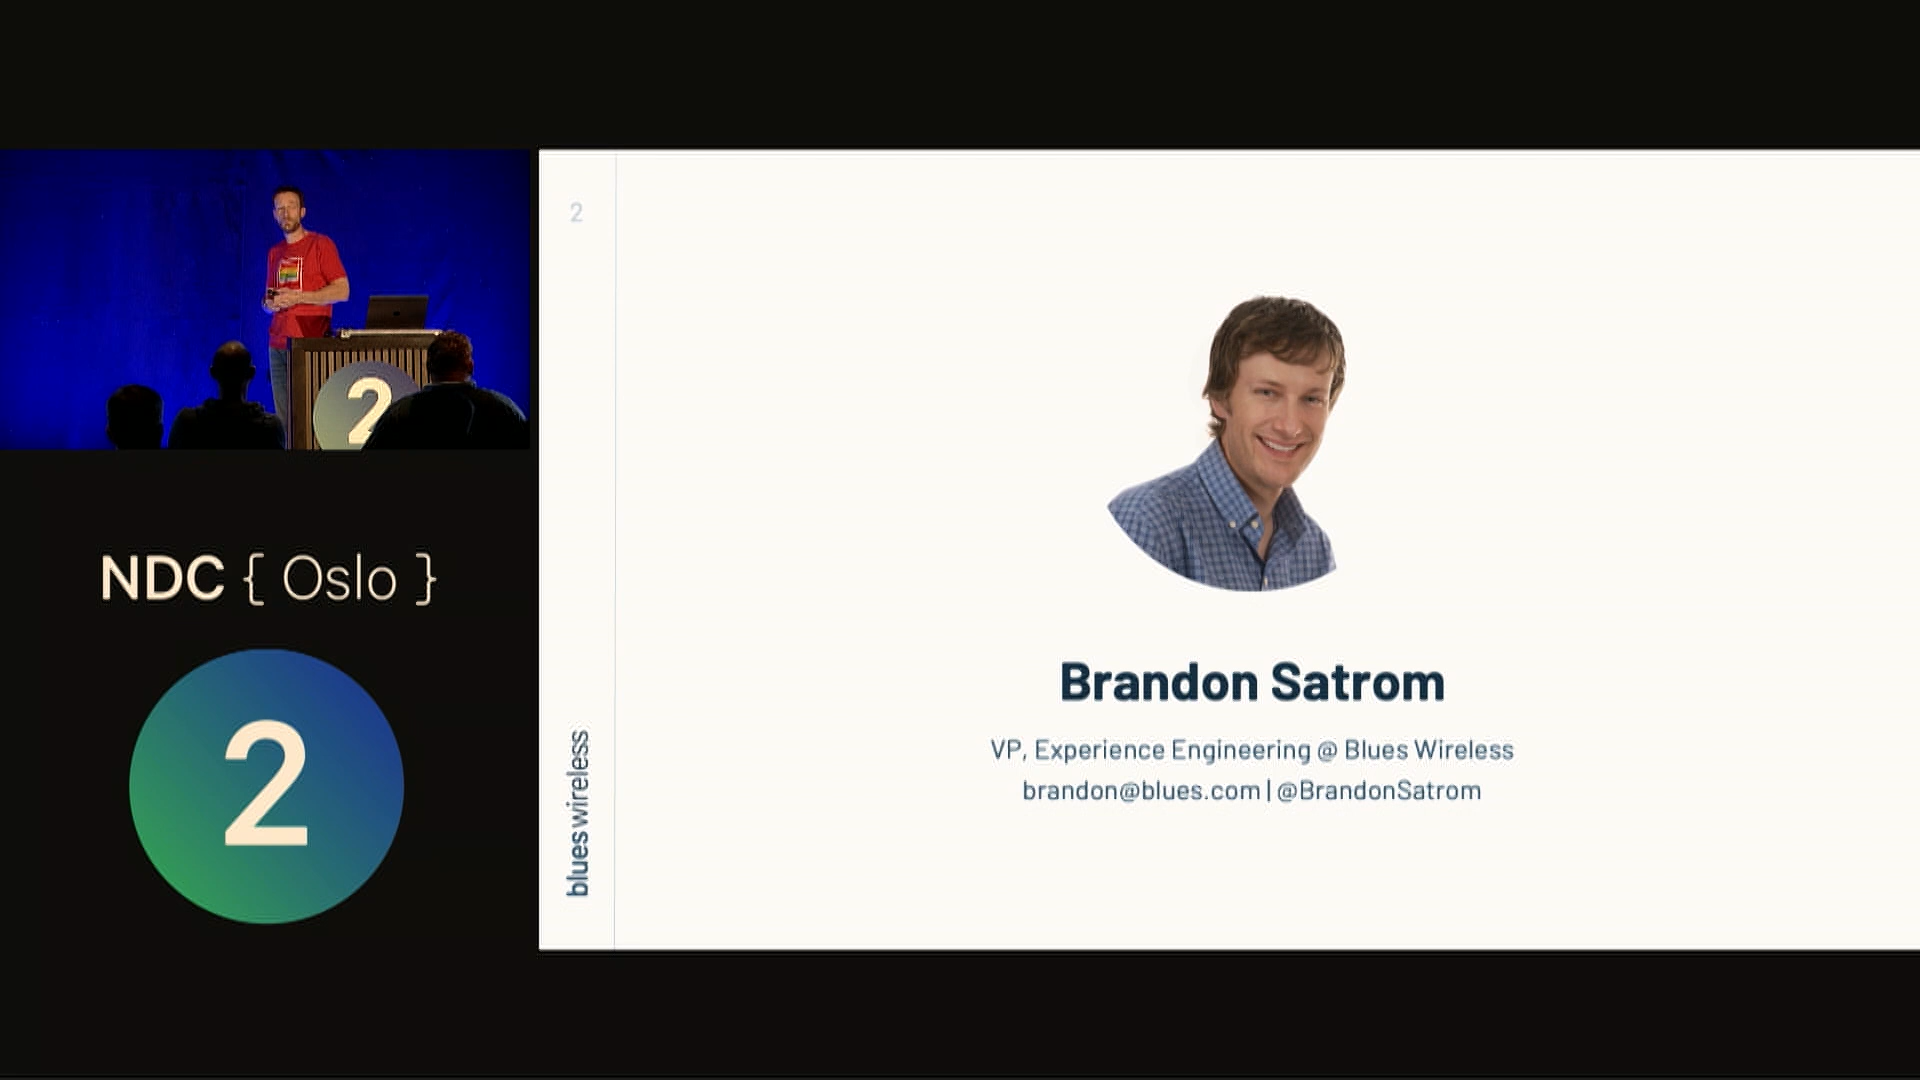 2
NDC { Oslo }
2
2
blues wireless
Brandon Satrom
VP, Experience Engineering @ Blues Wireless
brandon@blues.com | @BrandonSatrom